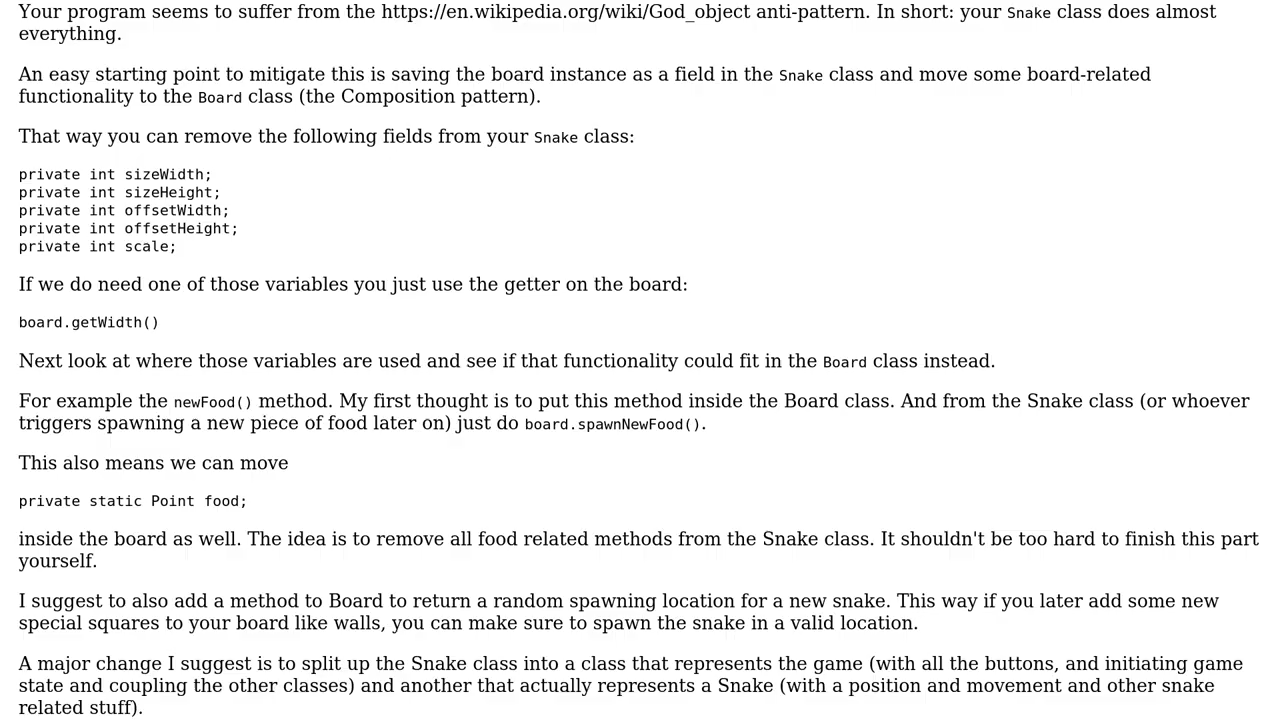 Your program seems to suffer from the https://en.wikipedia.org/wiki/God_object anti-pattern. In short: your Snake class does almost
everything.
An easy starting point to mitigate this is saving the board instance as a field in the Snake class and move some board-related
functionality to the Board class (the Composition pattern).
That way you can remove the following fields from your Snake class:
private int sizeWidth;
private int sizeHeight;
private int offsetWidth;
private int offsetHeight;
private int scale;
If we do need one of those variables you just use the getter on the board:
board.getWidth()
Next look at where those variables are used and see if that functionality could fit in the Board class instead.
For example the newFood() method. My first thought is to put this method inside the Board class. And from the Snake class (or whoever
triggers spawning a new piece of food later on) just do board.spawnNewFood().
This also means we can move
private static Point food;
inside the board as well. The idea is to remove all food related methods from the Snake class. It shouldn't be too hard to finish this part
yourself.
I suggest to also add a method to Board to return a random spawning location for a new snake. This way if you later add some new
special squares to your board like walls, you can make sure to spawn the snake in a valid location.
A major change I suggest is to split up the Snake class into a class that represents the game (with all the buttons, and initiating game
state and coupling the other classes) and another that actually represents a Snake (with a position and movement and other snake
related stuff).